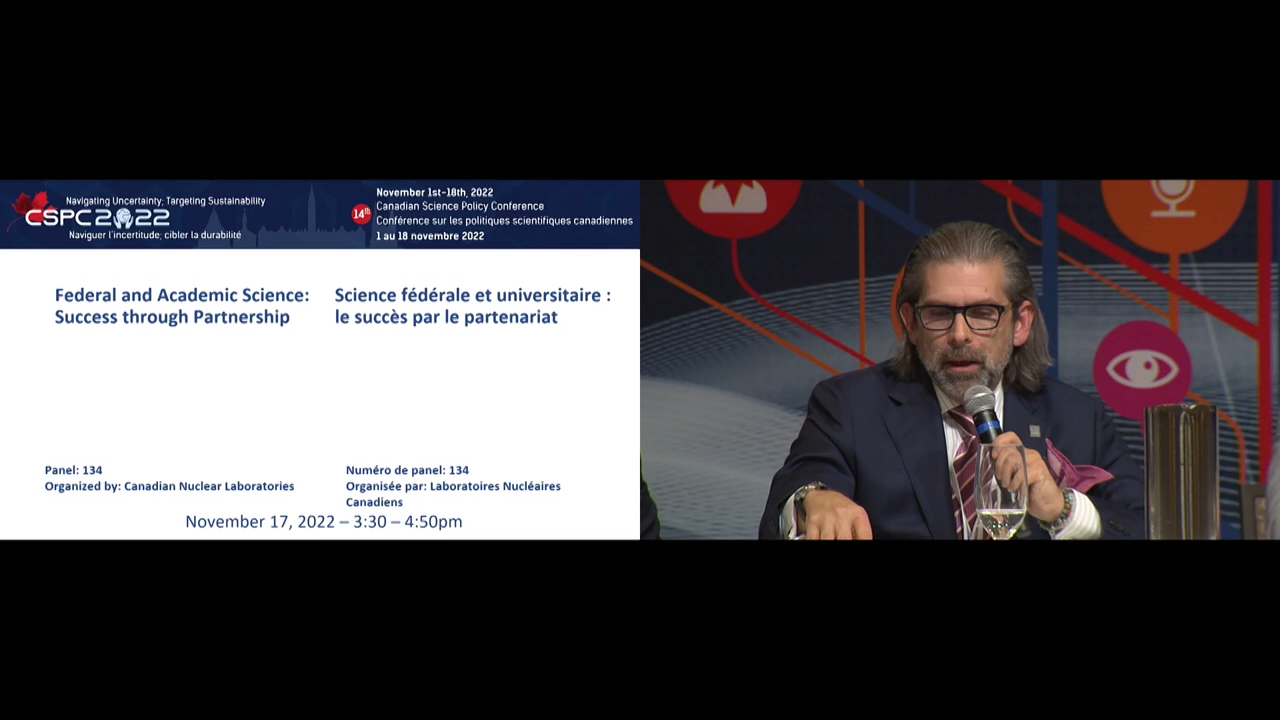 Navigating Uncertainty; Targeting Sustainability
CSPC 2022
Naviguer l'incertitude; cibler la durabilité
14th
November 1st-18th, 2022
Canadian Science Policy Conference
Conférence sur les politiques scientifiques canadiennes
1 au 18 novembre 2022
Federal and Academic Science:
Success through Partnership
Science fédérale et universitaire :
le succès par le partenariat
Panel: 134
Organized by: Canadian Nuclear Laboratories
Numéro de panel: 134
Organisée par: Laboratoires Nucléaires
Canadiens
November 17, 2022 – 3:30 – 4:50pm